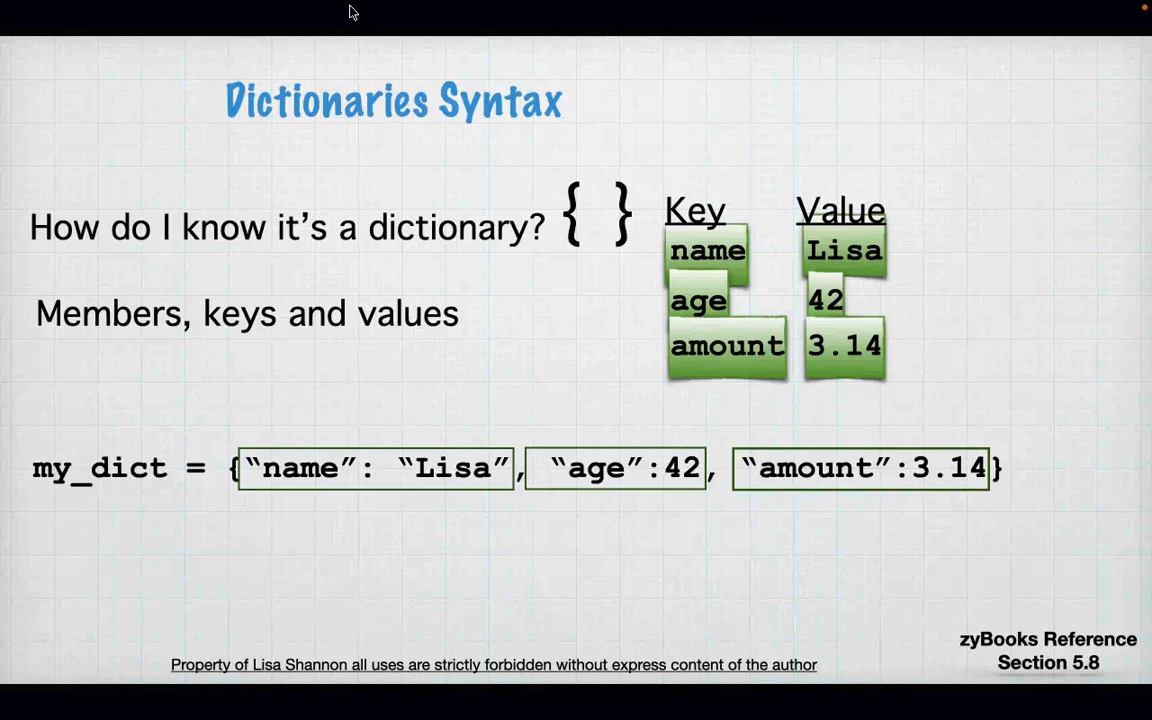 Dictionaries Syntax
How do I know it’s a dictionary? { }
Key Value
name Lisa
age 42
Members, keys and values
amount 3.14
my_dict = {“name”: “Lisa”, “age”:42, “amount”:3.14}
zyBooks Reference
Section 5.8
Property of Lisa Shannon all uses are strictly forbidden without express content of the author